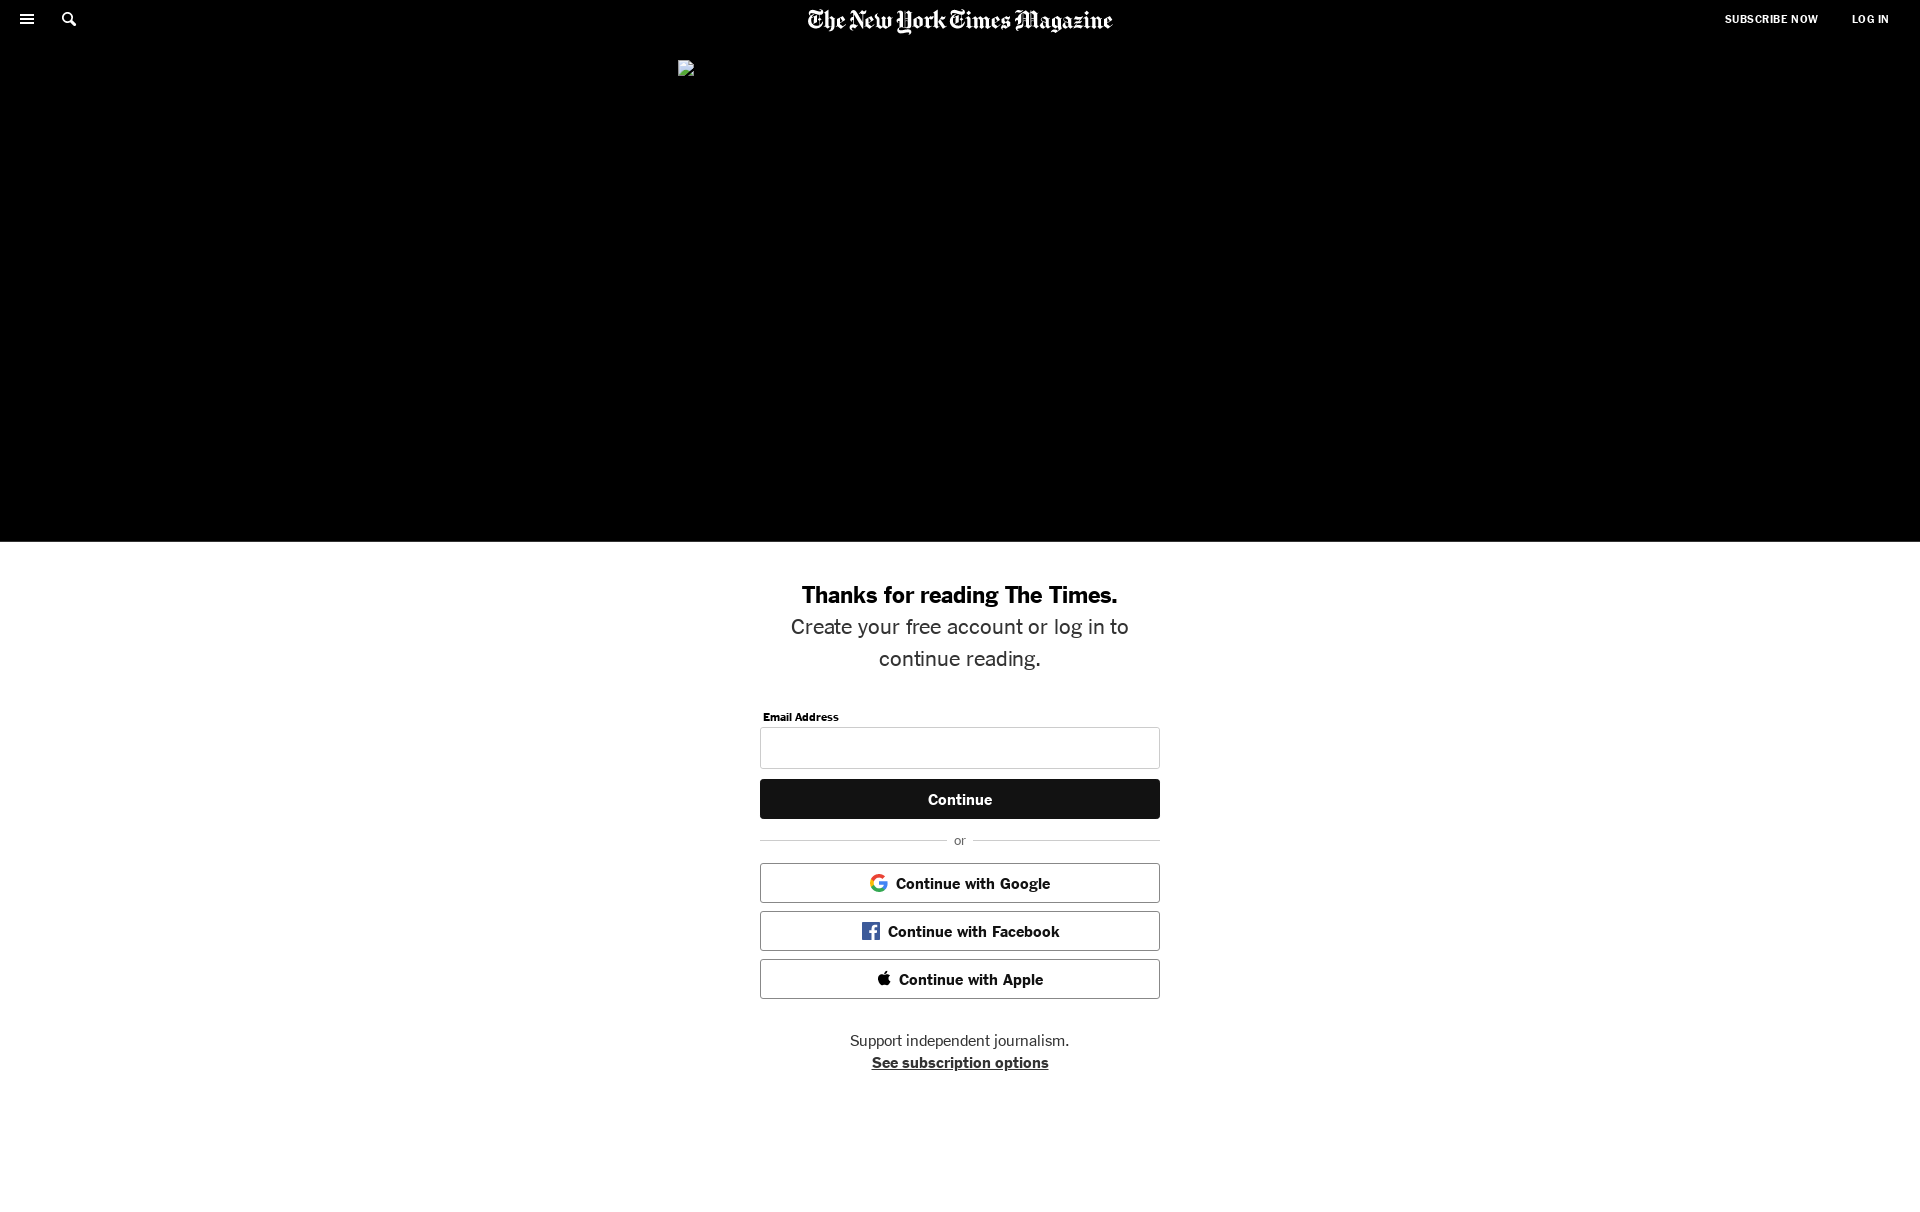 The New York Times Magazine
SUBSCRIBE NOW
LOG IN
Thanks for reading The Times.
Create your free account or log in to
continue reading.
Email Address
Continue
or
Continue with Google
Continue with Facebook
Continue with Apple
Support independent journalism.
See subscription options